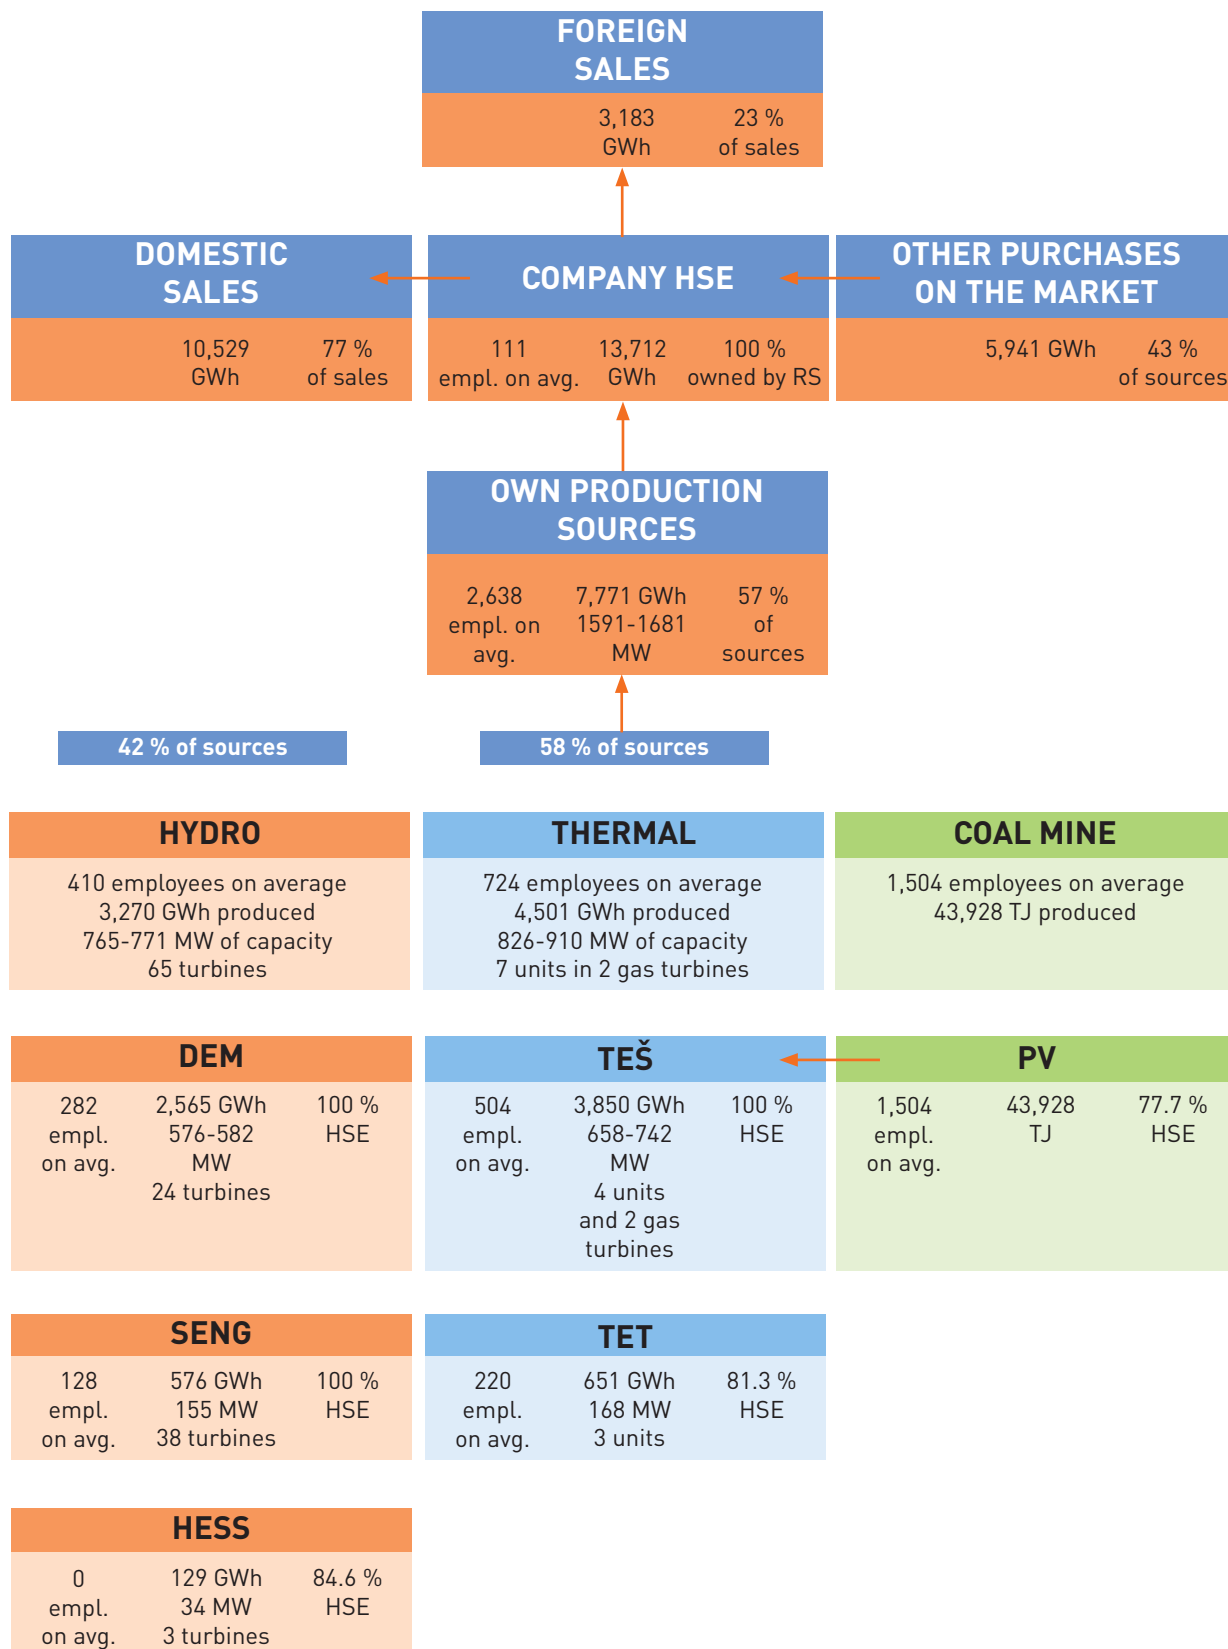 FOREIGN
SALES
3,183
GWh
23 %
of sales
DOMESTIC
SALES
10,529
GWh
77 %
of sales
COMPANY HSE
111
empl. on avg.
13,712
GWh
100 %
owned by RS
OTHER PURCHASES
ON THE MARKET
5,941 GWh
43 %
of sources
OWN PRODUCTION
SOURCES
2,638
empl. on
avg.
7,771 GWh
1591-1681
MW
57 %
of
sources
42 % of sources
58 % of sources
HYDRO
410 employees on average
3,270 GWh produced
765-771 MW of capacity
65 turbines
THERMAL
724 employees on average
4,501 GWh produced
826-910 MW of capacity
7 units in 2 gas turbines
COAL MINE
1,504 employees on average
43,928 TJ produced
DEM
282
empl.
on avg.
2,565 GWh
576-582
MW
24 turbines
100 %
HSE
TEŠ
504
empl.
on avg.
3,850 GWh
658-742
MW
4 units
and 2 gas
turbines
100 %
HSE
PV
1,504
empl.
on avg.
43,928
TJ
77.7 %
HSE
SENG
128
empl.
on avg.
576 GWh
155 MW
38 turbines
100 %
HSE
TET
220
empl.
on avg.
651 GWh
168 MW
3 units
81.3 %
HSE
HESS
0
empl.
on avg.
129 GWh
34 MW
3 turbines
84.6 %
HSE